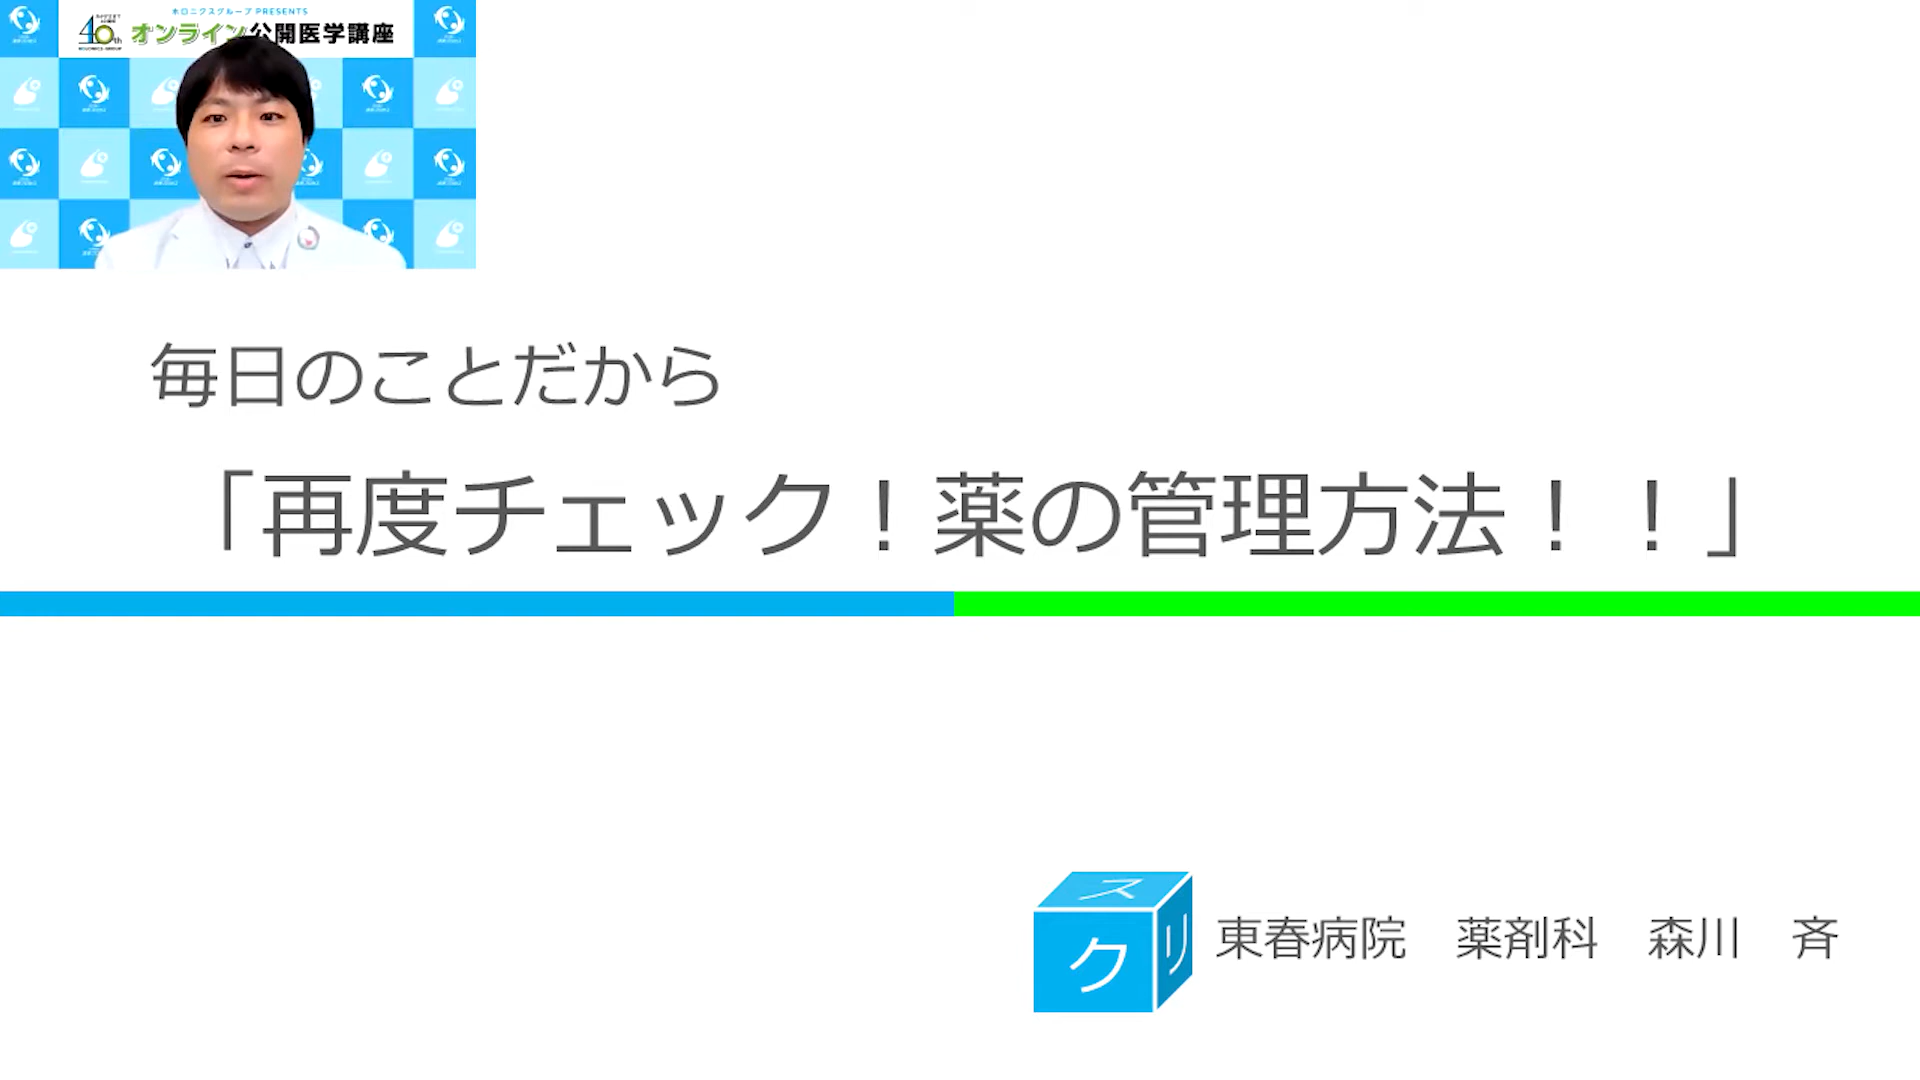 ホロニクスグループ PRESENTS
40th
オンライン公開医学講座
毎日のことだから
「再度チェック！薬の管理方法！！」
ス
ク
リ
東春病院　薬剤科　森川　斉